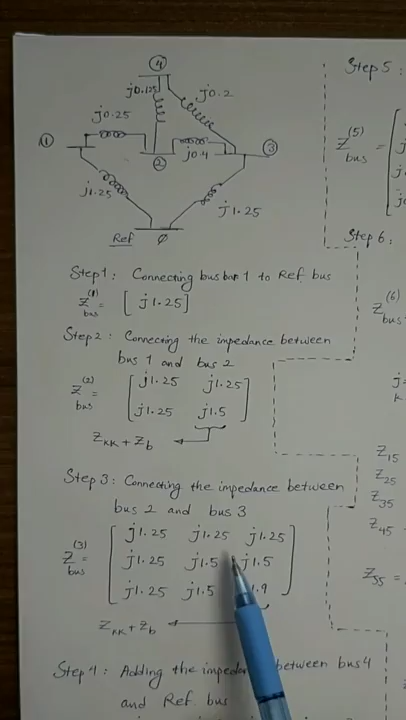 ④
j0.125
j0.2
j0.25
①
②
j0.4
③
j1.25
j1.25
Ref
Step 1: Connecting bus bar 1 to Ref bus
Z bus (1) = [j1.25]
Step 2: Connecting the impedance between
bus 1 and bus 2
Z bus (2) = [j1.25 j1.25
j1.25 j1.5]
ZKK + Zb
Step 3: Connecting the impedance between
bus 2 and bus 3
Z bus (3) = [j1.25 j1.25 j1.25
j1.25 j1.5 j1.5
j1.25 j1.5 1.9]
ZKK + Zb
Step 4: Adding the between bus 4
and Ref. bus
Step 5:
Z bus (5) = [
Step 6:
Z bus (6)
Z15
Z25
Z35
Z45
Z55 =